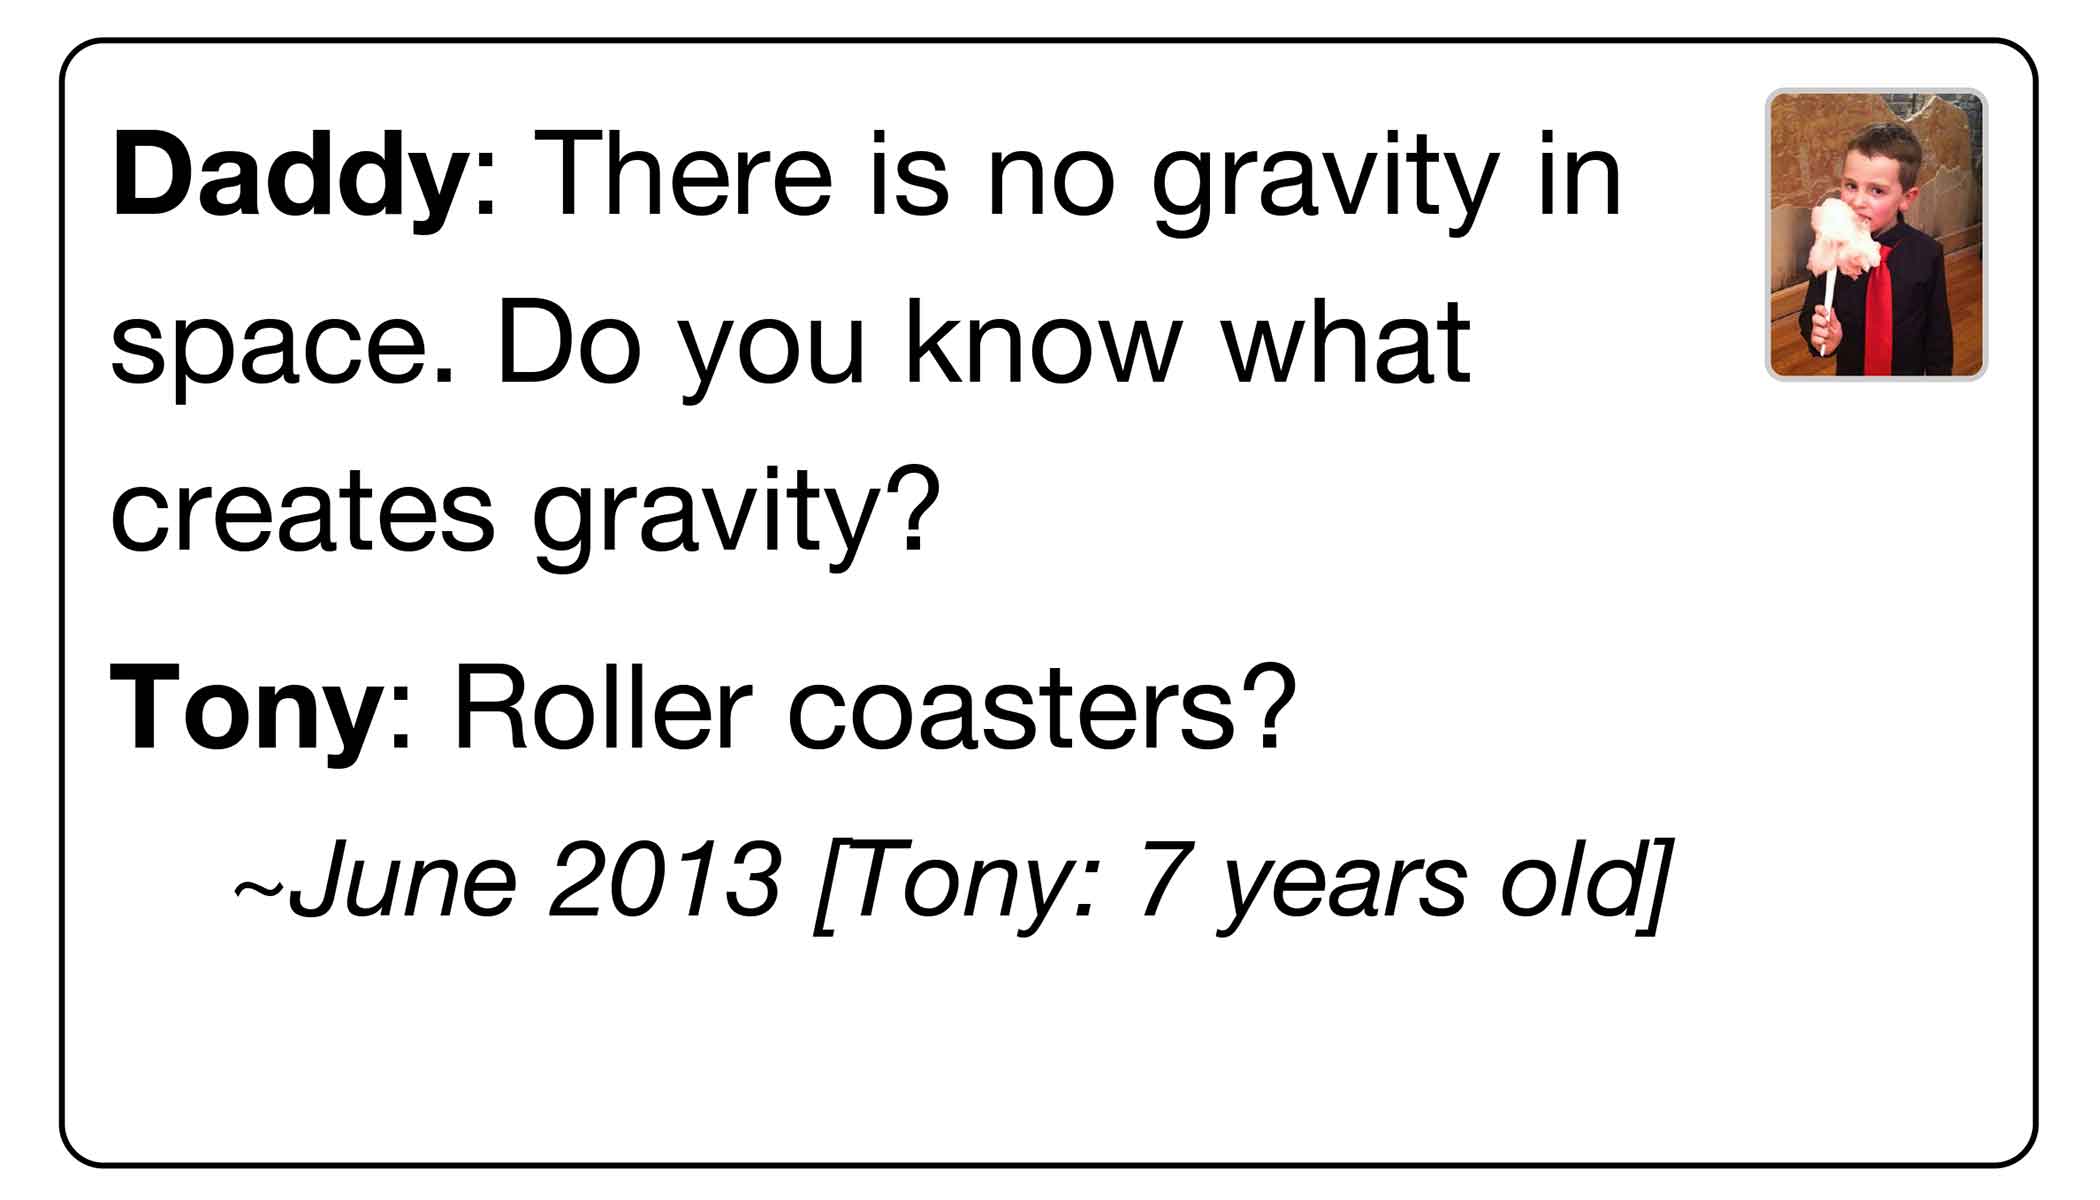 Daddy: There is no gravity in
space. Do you know what
creates gravity?
Tony: Roller coasters?
~June 2013 [Tony: 7 years old]